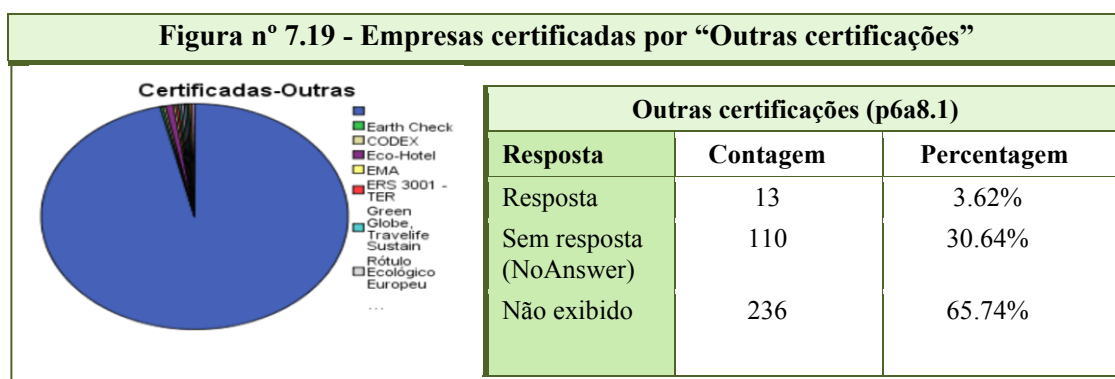 Figura nº 7.19 - Empresas certificadas por “Outras certificações”
Certificadas-Outras
Earth Check
CODEX
Eco-Hotel
EMA
ERS 3001 -
TER
Green
Globe,
Travelife
Sustain
Rótulo
Ecológico
Europeu
...
Outras certificações (p6a8.1)
Resposta Contagem Percentagem
Resposta 13 3.62%
Sem resposta 110 30.64%
(NoAnswer)
Não exibido 236 65.74%